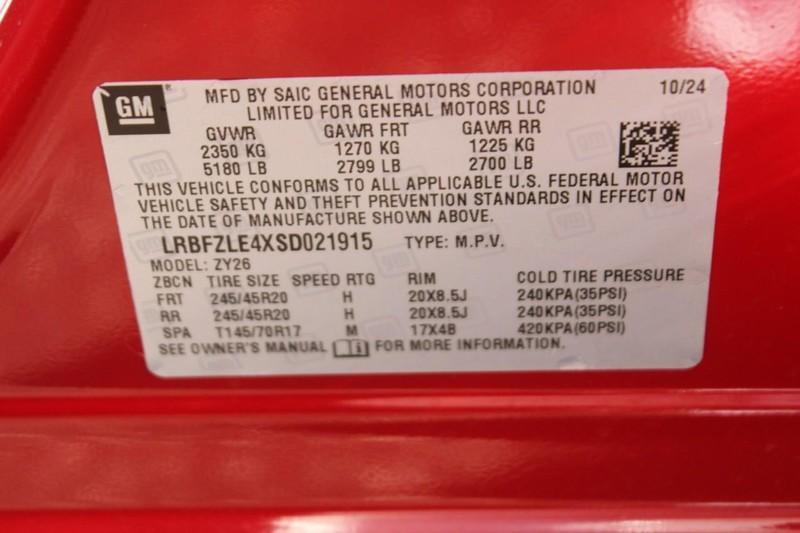 GM
MFD BY SAIC GENERAL MOTORS CORPORATION 10/24
LIMITED FOR GENERAL MOTORS LLC
GVWR GAWR FRT GAWR RR
2350 KG 1270 KG 1225 KG
5180 LB 2799 LB 2700 LB
THIS VEHICLE CONFORMS TO ALL APPLICABLE U.S. FEDERAL MOTOR
VEHICLE SAFETY AND THEFT PREVENTION STANDARDS IN EFFECT ON
THE DATE OF MANUFACTURE SHOWN ABOVE.
LRBFZLE4XSD021915 TYPE: M.P.V.
MODEL: ZY26
ZBCN TIRE SIZE SPEED RTG RIM COLD TIRE PRESSURE
FRT 245/45R20 H 20X8.5J 240KPA(35PSI)
RR 245/45R20 H 20X8.5J 240KPA(35PSI)
SPA T145/70R17 M 17X4B 420KPA(60PSI)
SEE OWNER'S MANUAL FOR MORE INFORMATION.